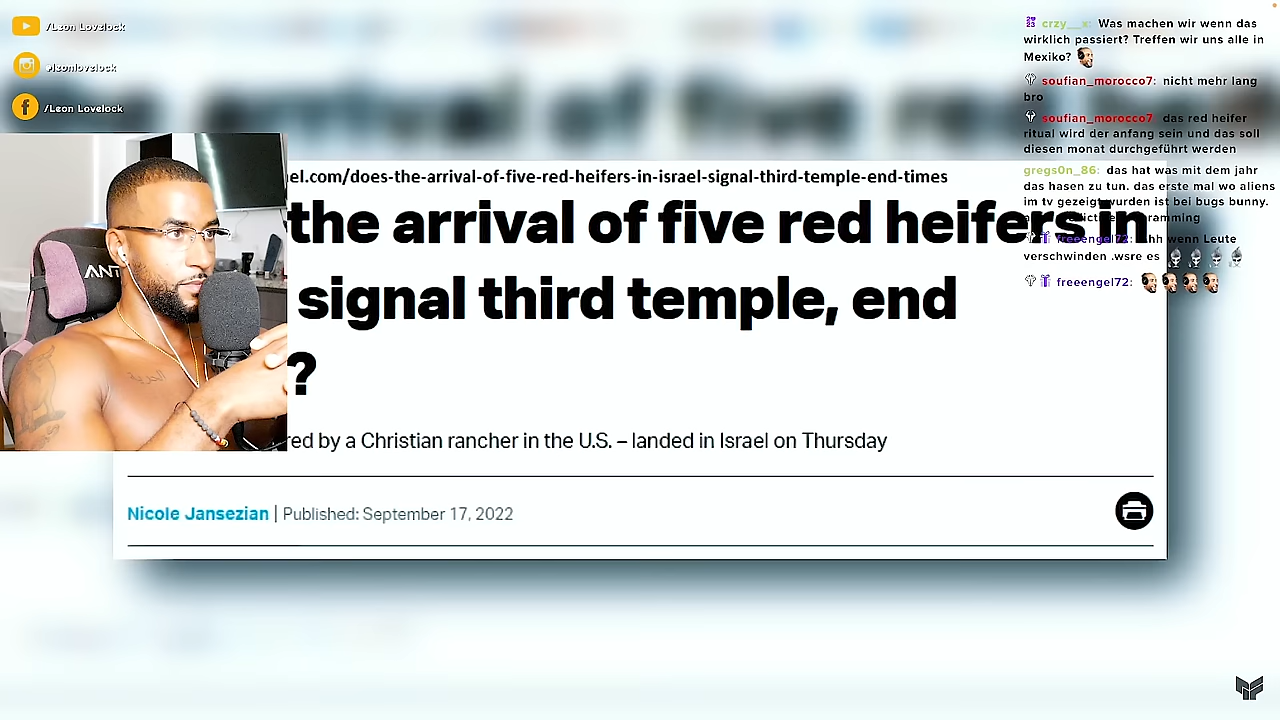 /Leon Lovelock
/Leon Lovelock
ANT
el.com/does-the-arrival-of-five-red-heifers-in-israel-signal-third-temple-end-times
the arrival of five red heifers in
signal third temple, end
?
red by a Christian rancher in the U.S. – landed in Israel on Thursday
Nicole Jansezian | Published: September 17, 2022
crzy__x: Was machen wir wenn das
wirklich passiert? Treffen wir uns alle in
Mexiko?
soufian_morocco7: nicht mehr lang
bro
soufian_morocco7 das red heifer
ritual wird der anfang sein und das soll
diesen monat durchgeführt werden
gregs0n_86: das hat was mit dem jahr
das hasen zu tun. das erste mal wo aliens
im tv gezeigt wurden ist bei bugs bunny.
freeengel72: wenn Leute
verschwinden .wsre es
freeengel72: